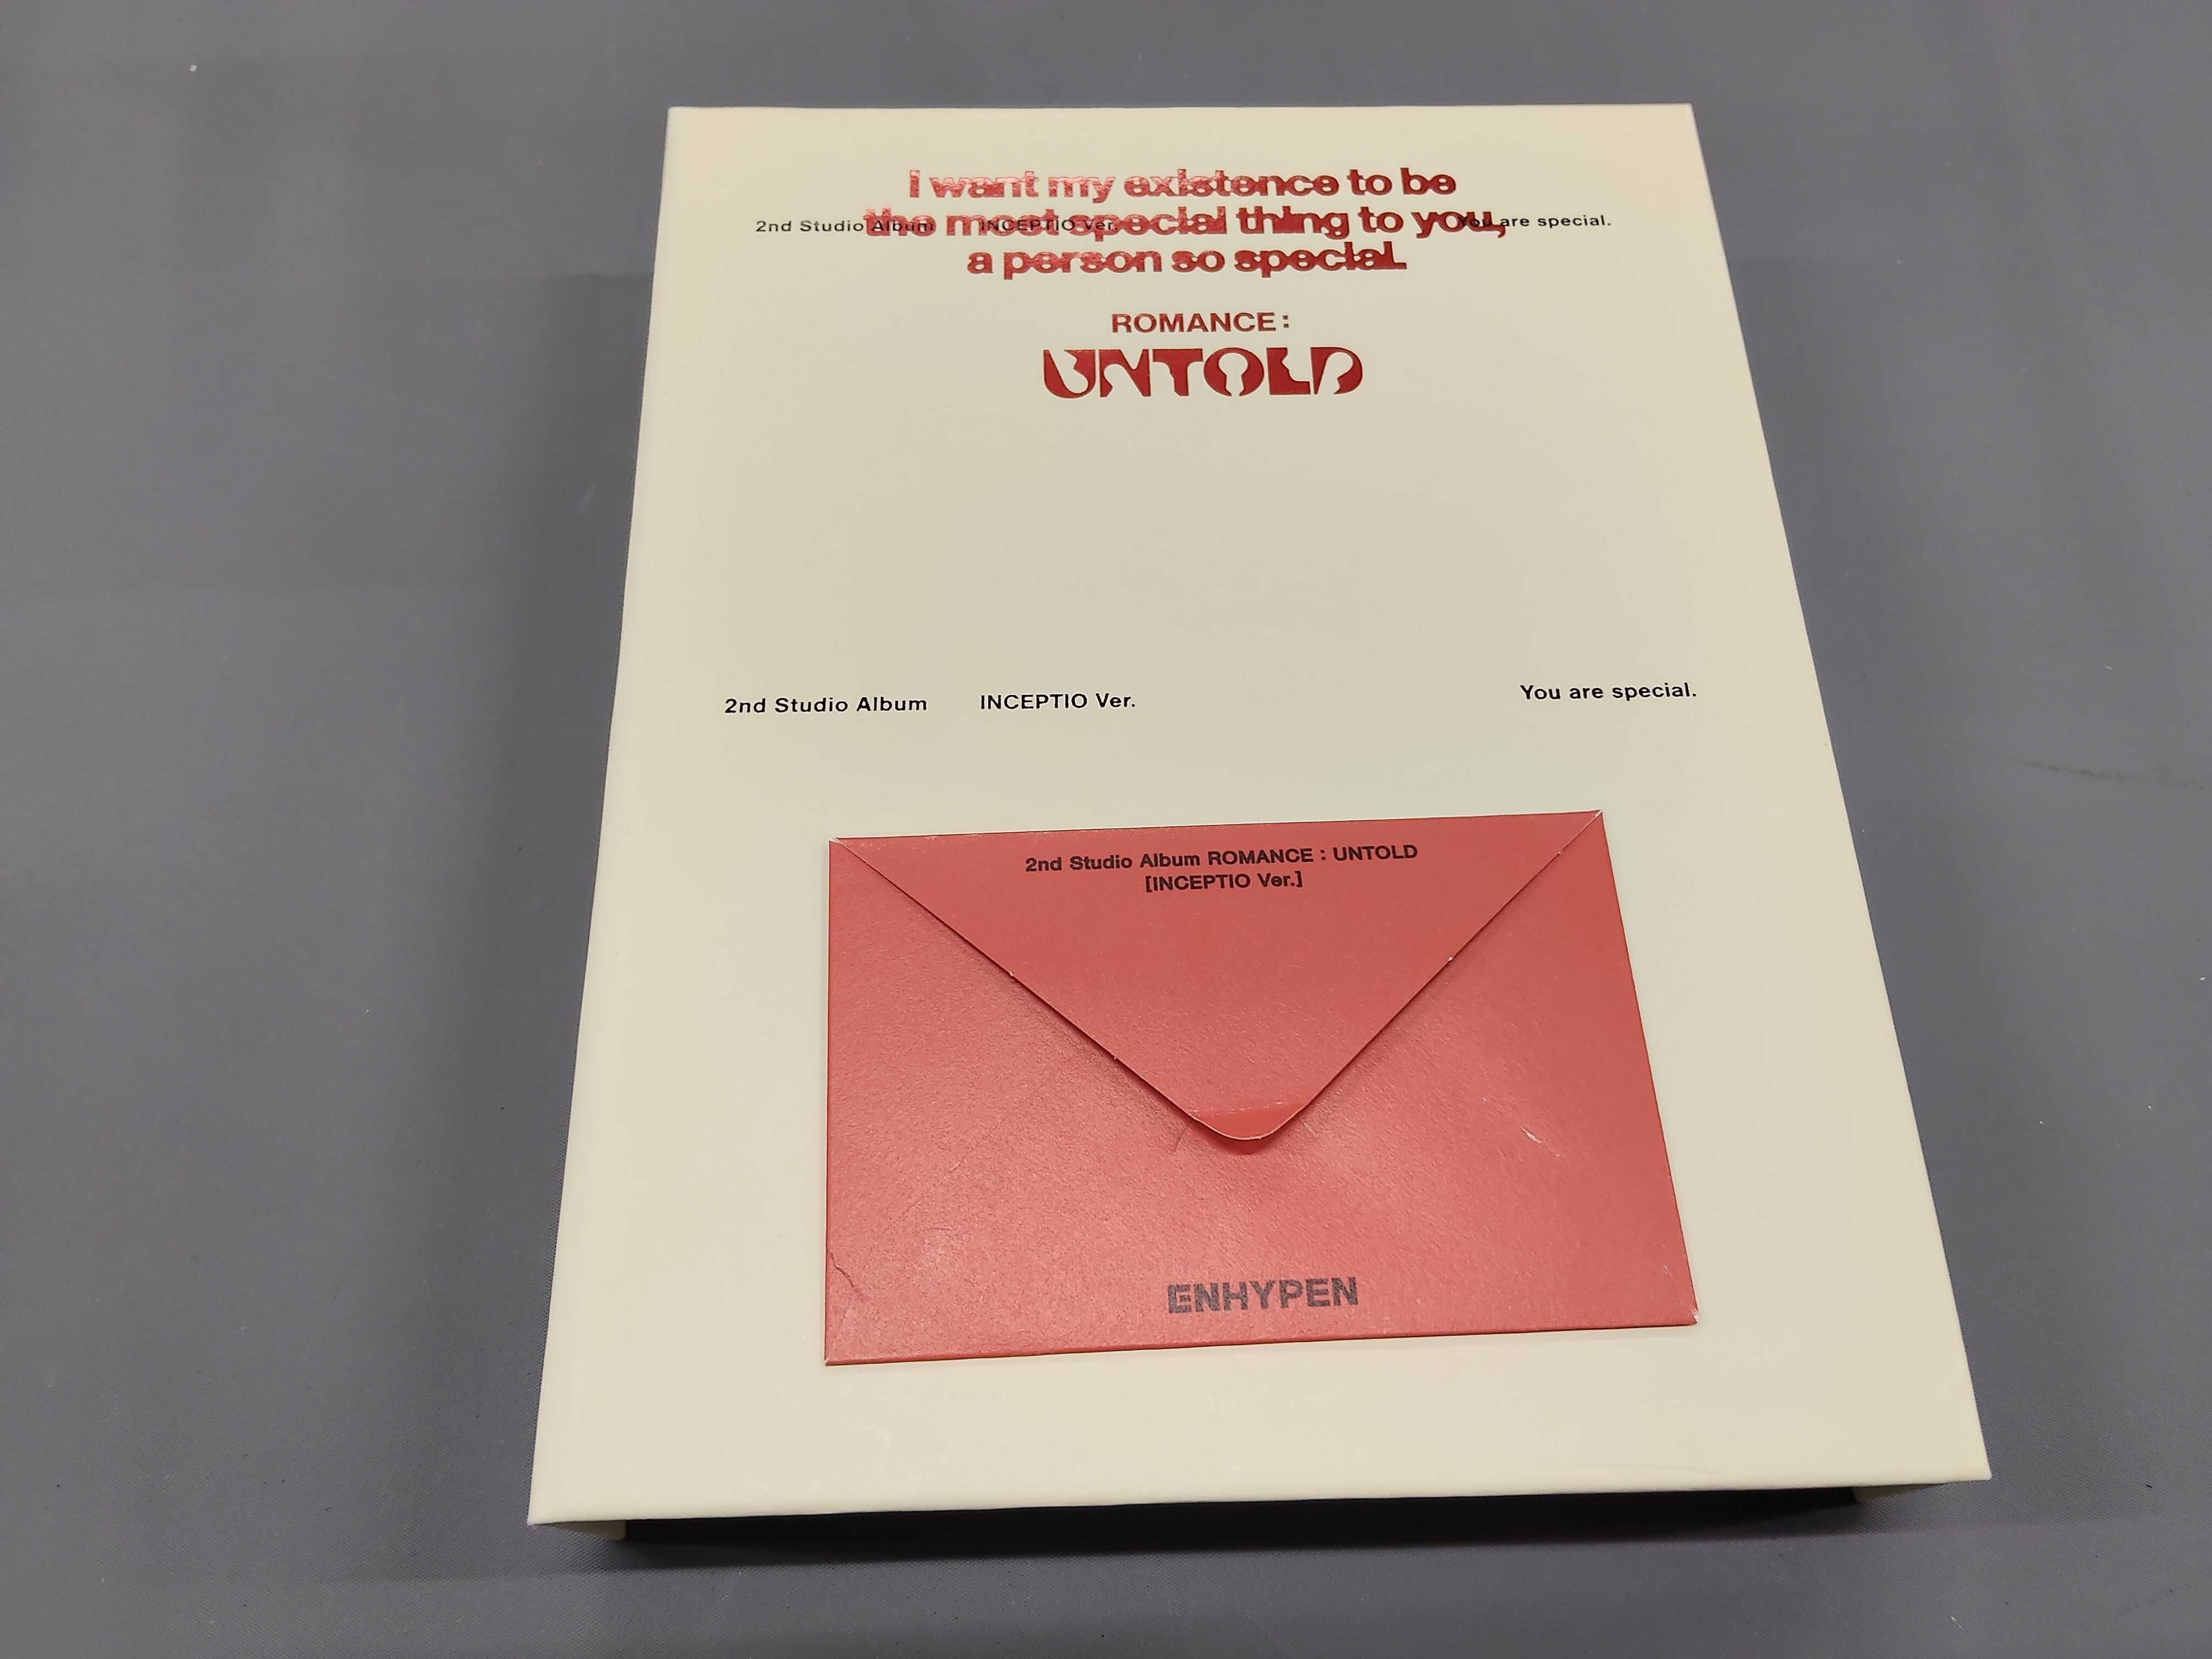 I want my existence to be
2nd Studio Album INCEPTIO Ver. You are special.
the most special thing to you,
a person so special.
ROMANCE :
UNTOLD
2nd Studio Album INCEPTIO Ver. You are special.
2nd Studio Album ROMANCE : UNTOLD
[INCEPTIO Ver.]
ENHYPEN